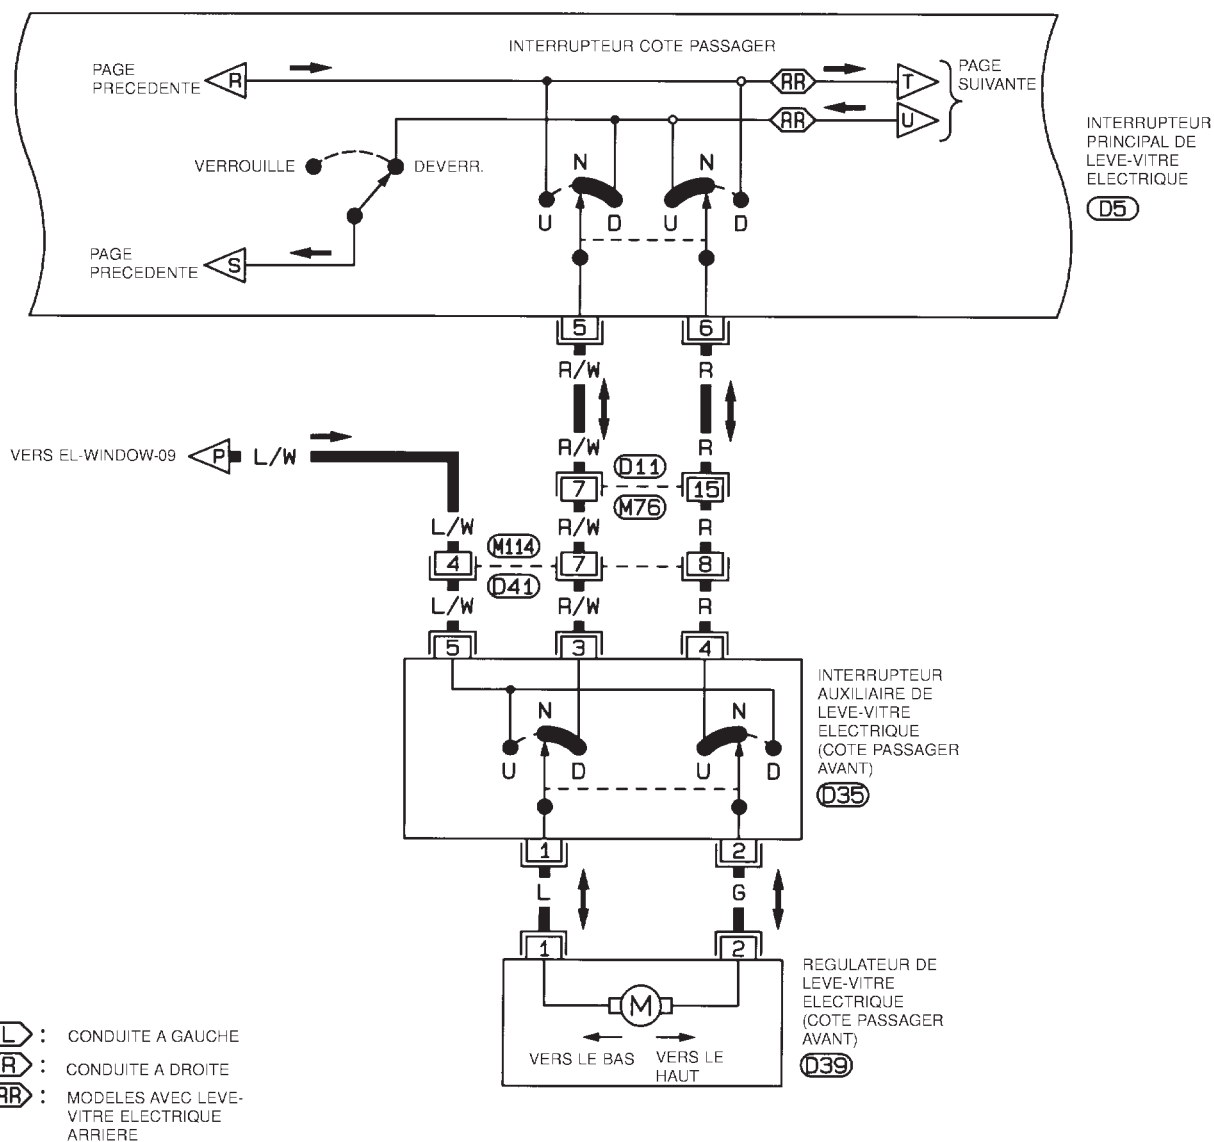 INTERRUPTEUR COTE PASSAGER
PAGE
PRECEDENTE
R
RR
T
PAGE
SUIVANTE
RR
U
INTERRUPTEUR
PRINCIPAL DE
LEVE-VITRE
ELECTRIQUE
D5
VERROUILLE
DEVERR.
N
N
U
D
U
D
PAGE
PRECEDENTE
S
5
6
R/W
R
VERS EL-WINDOW-09
P
L/W
R/W
R
D11
7
15
M76
L/W
R/W
R
M114
4
7
8
D41
L/W
R/W
R
5
3
4
INTERRUPTEUR
AUXILIAIRE DE
LEVE-VITRE
ELECTRIQUE
(COTE PASSAGER
AVANT)
D35
N
N
U
D
U
D
1
2
L
G
1
2
REGULATEUR DE
LEVE-VITRE
ELECTRIQUE
(COTE PASSAGER
AVANT)
D39
M
VERS LE BAS
VERS LE
HAUT
L : CONDUITE A GAUCHE
R : CONDUITE A DROITE
RR : MODELES AVEC LEVE-
VITRE ELECTRIQUE
ARRIERE